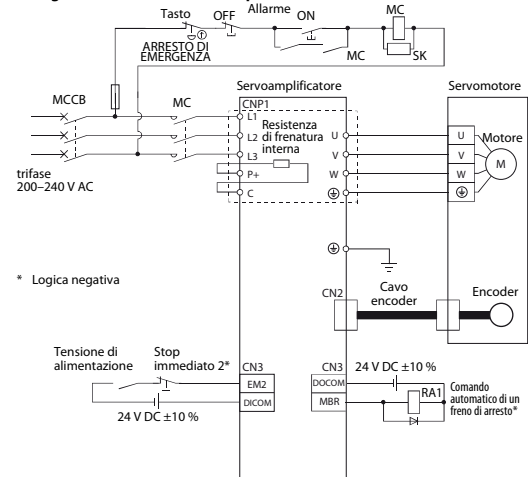 Allarme
Tasto OFF ON MC
ARRESTO DI
EMERGENZA
MC SK
Servoamplificatore Servomotore
MCCB MC CNP1
L1
L2
L3
P+
C
Resistenza
di frenatura
interna
U U
V V
W W
Motore
M
trifase
200–240 V AC
* Logica negativa
CN2
Cavo
encoder
Encoder
Tensione di
alimentazione
Stop
immediato 2*
CN3
EM2
DICOM
24 V DC ±10 %
CN3
DOCOM
MBR
24 V DC ±10 %
RA1
Comando
automatico di un
freno di arresto*